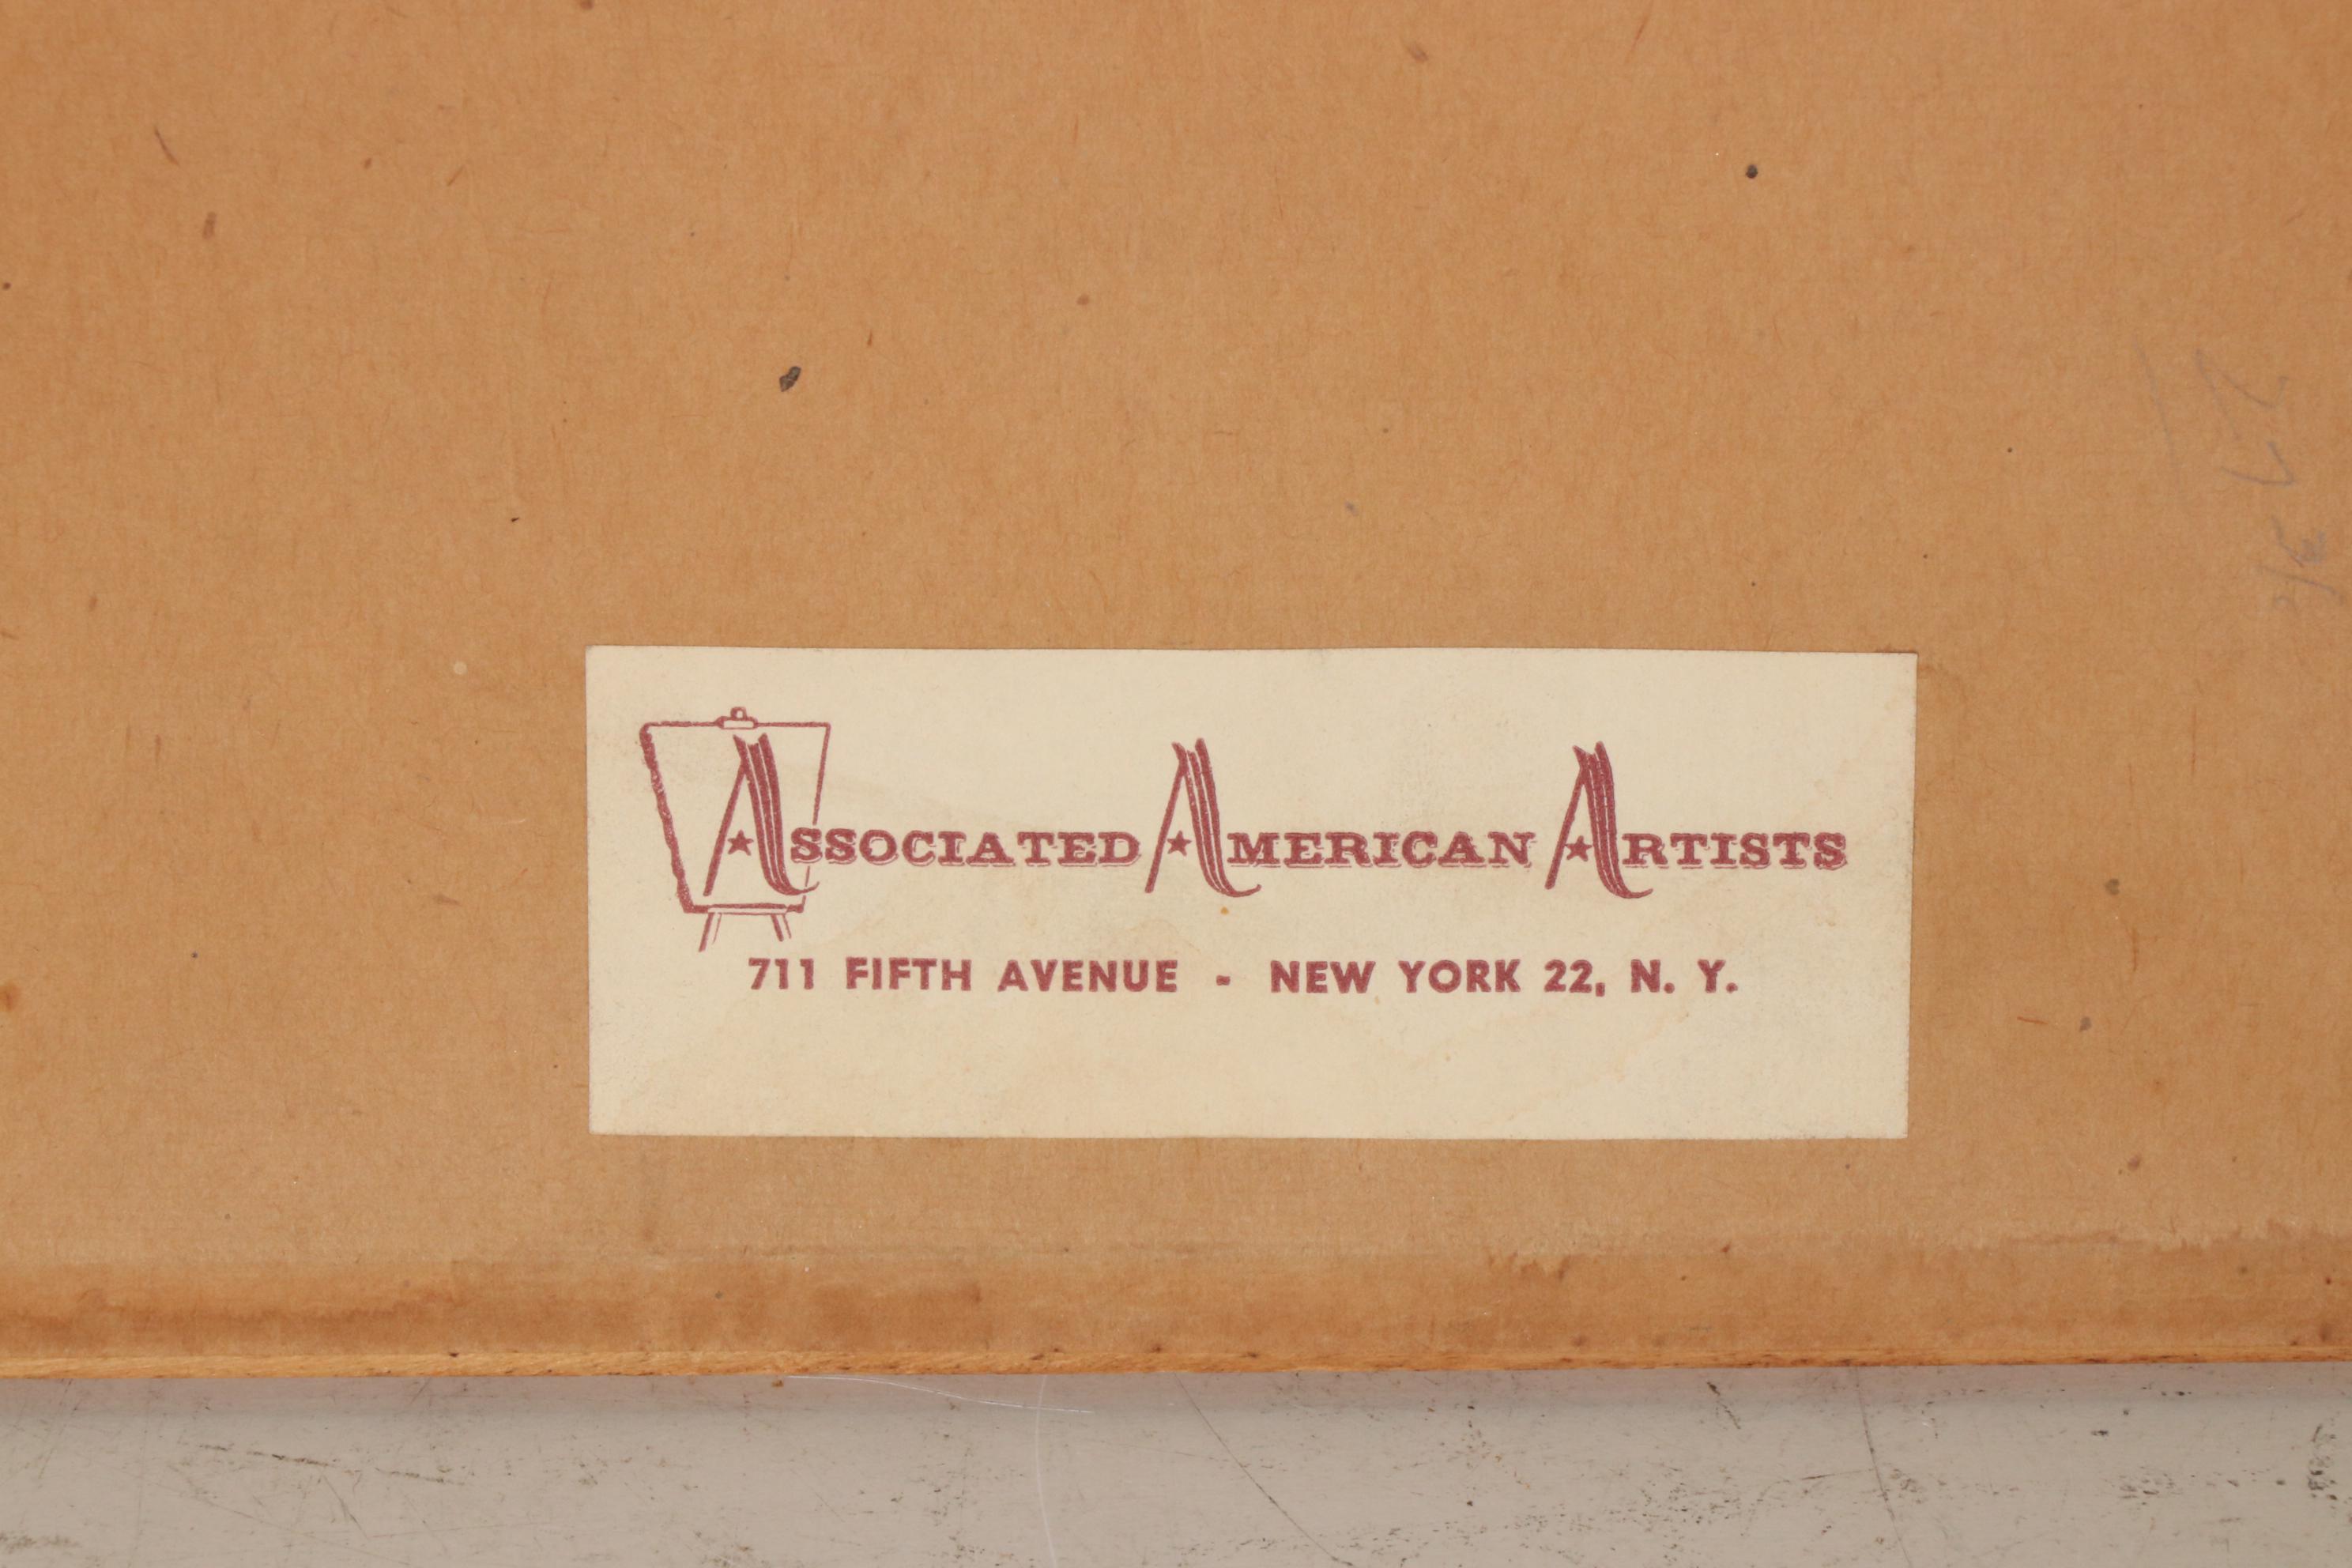 ASSOCIATED AMERICAN ARTISTS
711 FIFTH AVENUE - NEW YORK 22, N. Y.